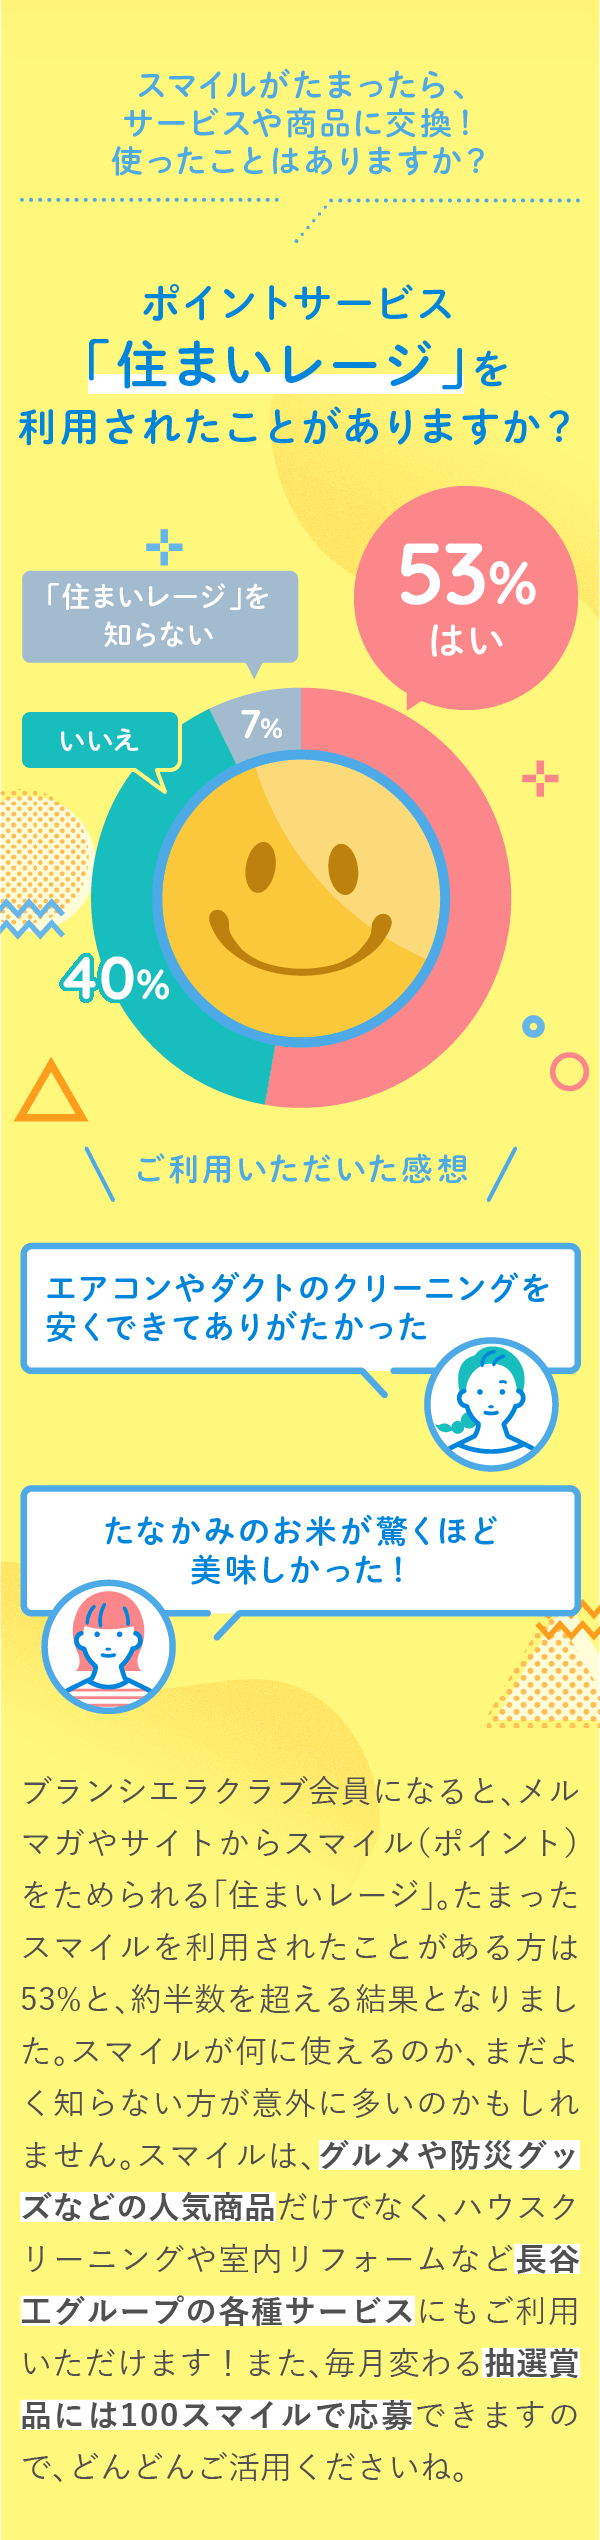 スマイルがたまったら、
サービスや商品に交換！
使ったことはありますか？
ポイントサービス
「住まいレージ」を
利用されたことがありますか？
53%
はい
「住まいレージ」を
知らない
7%
いいえ
40%
ご利用いただいた感想
エアコンやダクトのクリーニングを
安くできてありがたかった
たなかみのお米が驚くほど
美味しかった！
ブランシエラクラブ会員になると、メル
マガやサイトからスマイル（ポイント）
をためられる「住まいレージ」。たまった
スマイルを利用されたことがある方は
53%と、約半数を超える結果となりまし
た。スマイルが何に使えるのか、まだよ
く知らない方が意外に多いのかもしれ
ません。スマイルは、グルメや防災グッ
ズなどの人気商品だけでなく、ハウスク
リーニングや室内リフォームなど長谷
工グループの各種サービスにもご利用
いただけます！また、毎月変わる抽選賞
品には100スマイルで応募できますの
で、どんどんご活用くださいね。